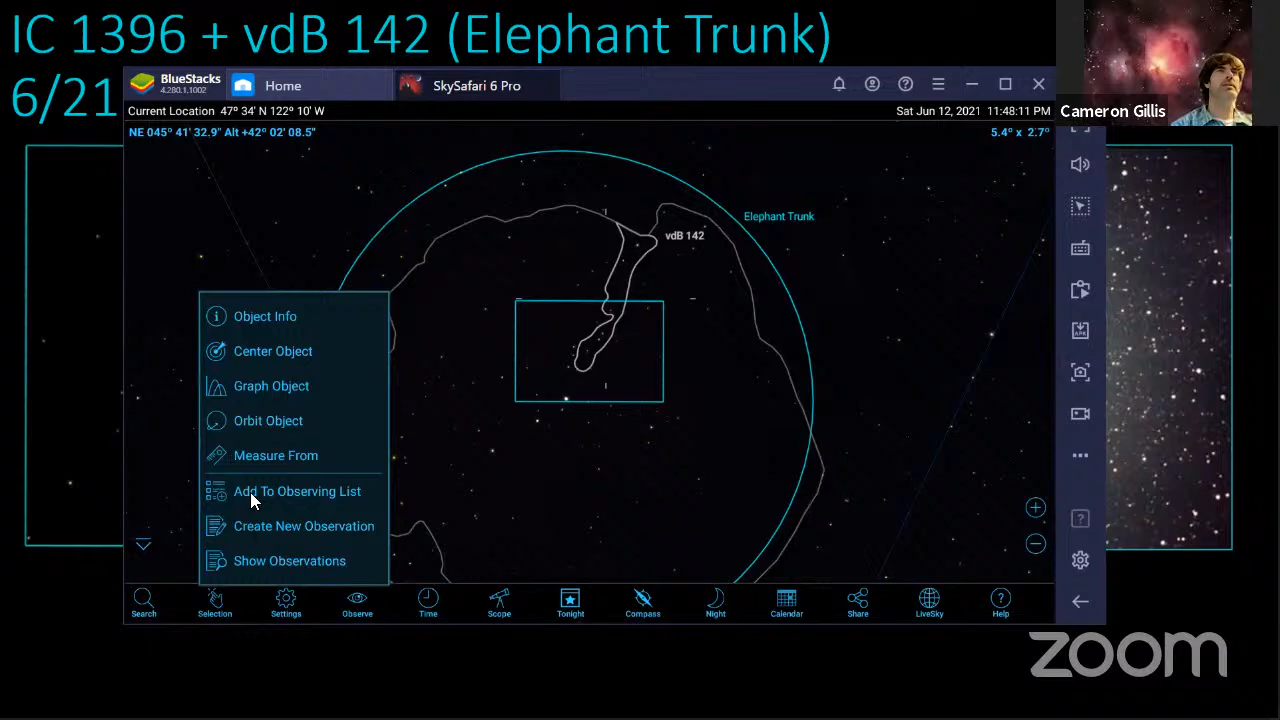 IC 1396 + vdB 142 (Elephant Trunk)
6/21
BlueStacks
4.280.1.1002
Home
SkySafari 6 Pro
Cameron Gillis
Current Location 47° 34' N 122° 10' W
Sat Jun 12, 2021 11:48:11 PM
NE 045° 41' 32.9" Alt +42° 02' 08.5"
5.4° x 2.7°
Elephant Trunk
vdB 142
Object Info
Center Object
Graph Object
Orbit Object
Measure From
Add To Observing List
Create New Observation
Show Observations
Search
Selection
Settings
Observe
Time
Scope
Tonight
Compass
Night
Calendar
Share
LiveSky
Help
zoom